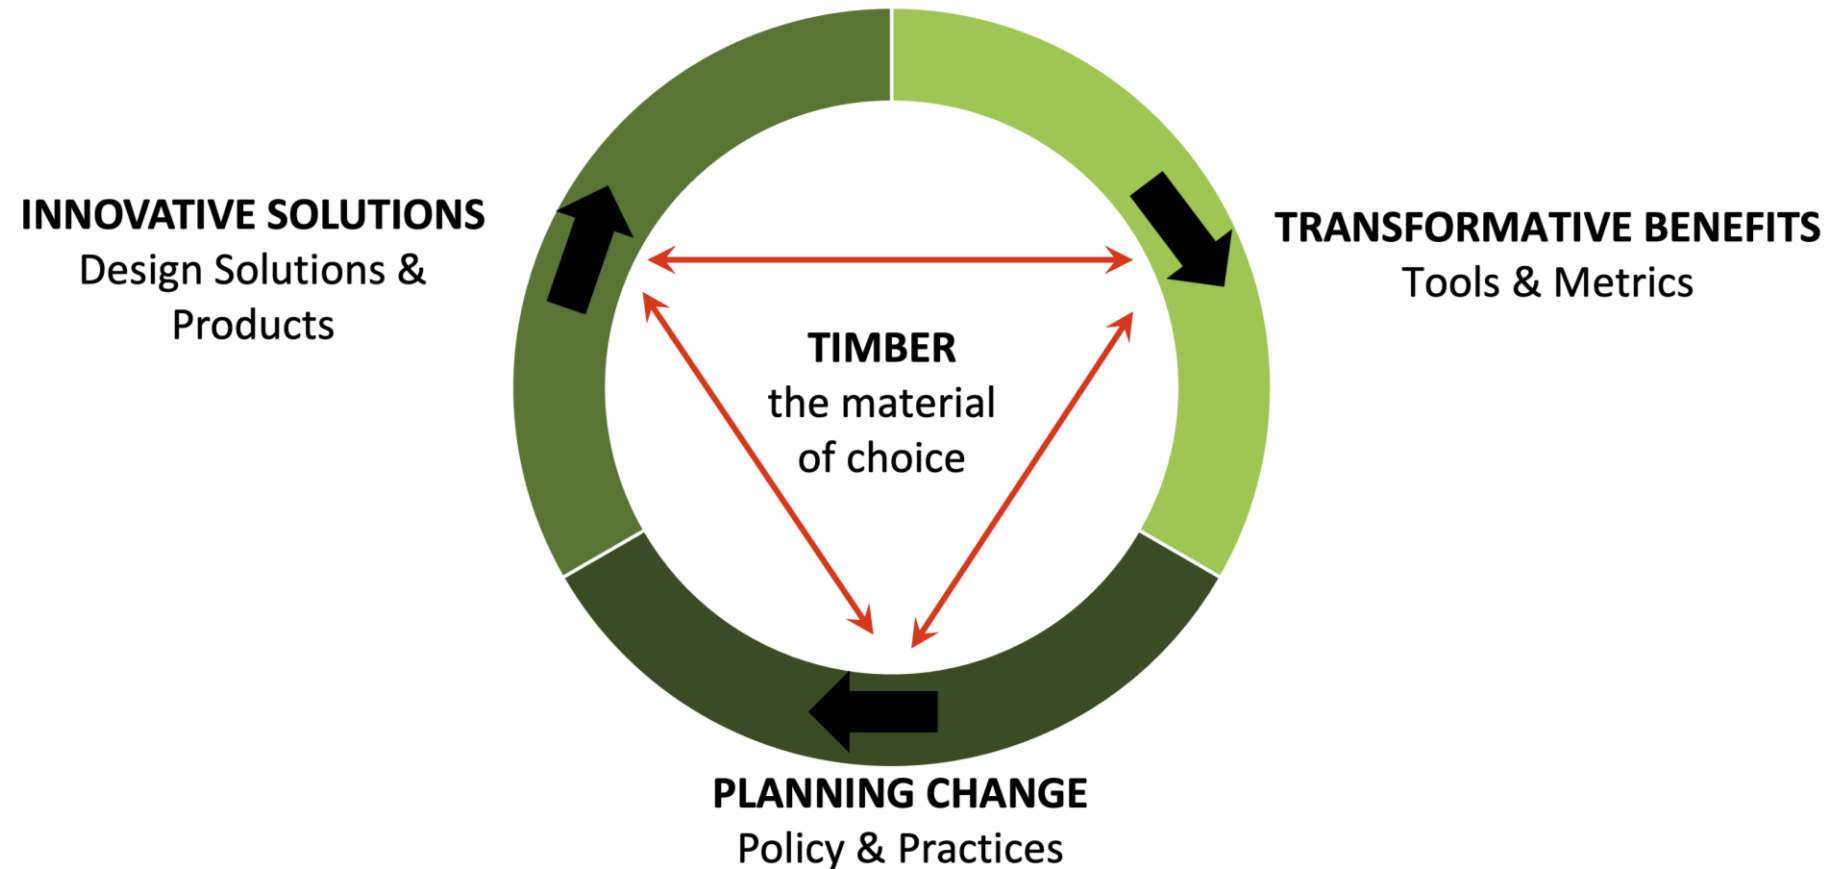 INNOVATIVE SOLUTIONS
Design Solutions &
Products
TRANSFORMATIVE BENEFITS
Tools & Metrics
TIMBER
the material
of choice
PLANNING CHANGE
Policy & Practices